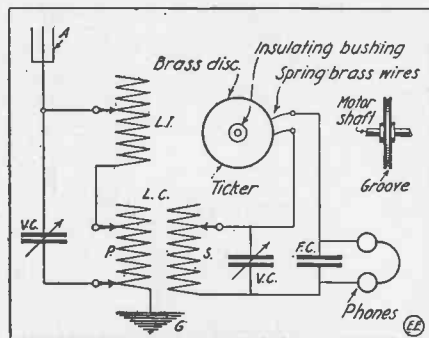 A
Insulating bushing
Brass disc.
Spring brass wires
L.I.
Motor
shaft
Ticker
Groove
L.C.
V.C.
P.
S.
V.C.
F.C.
G
Phones
EE